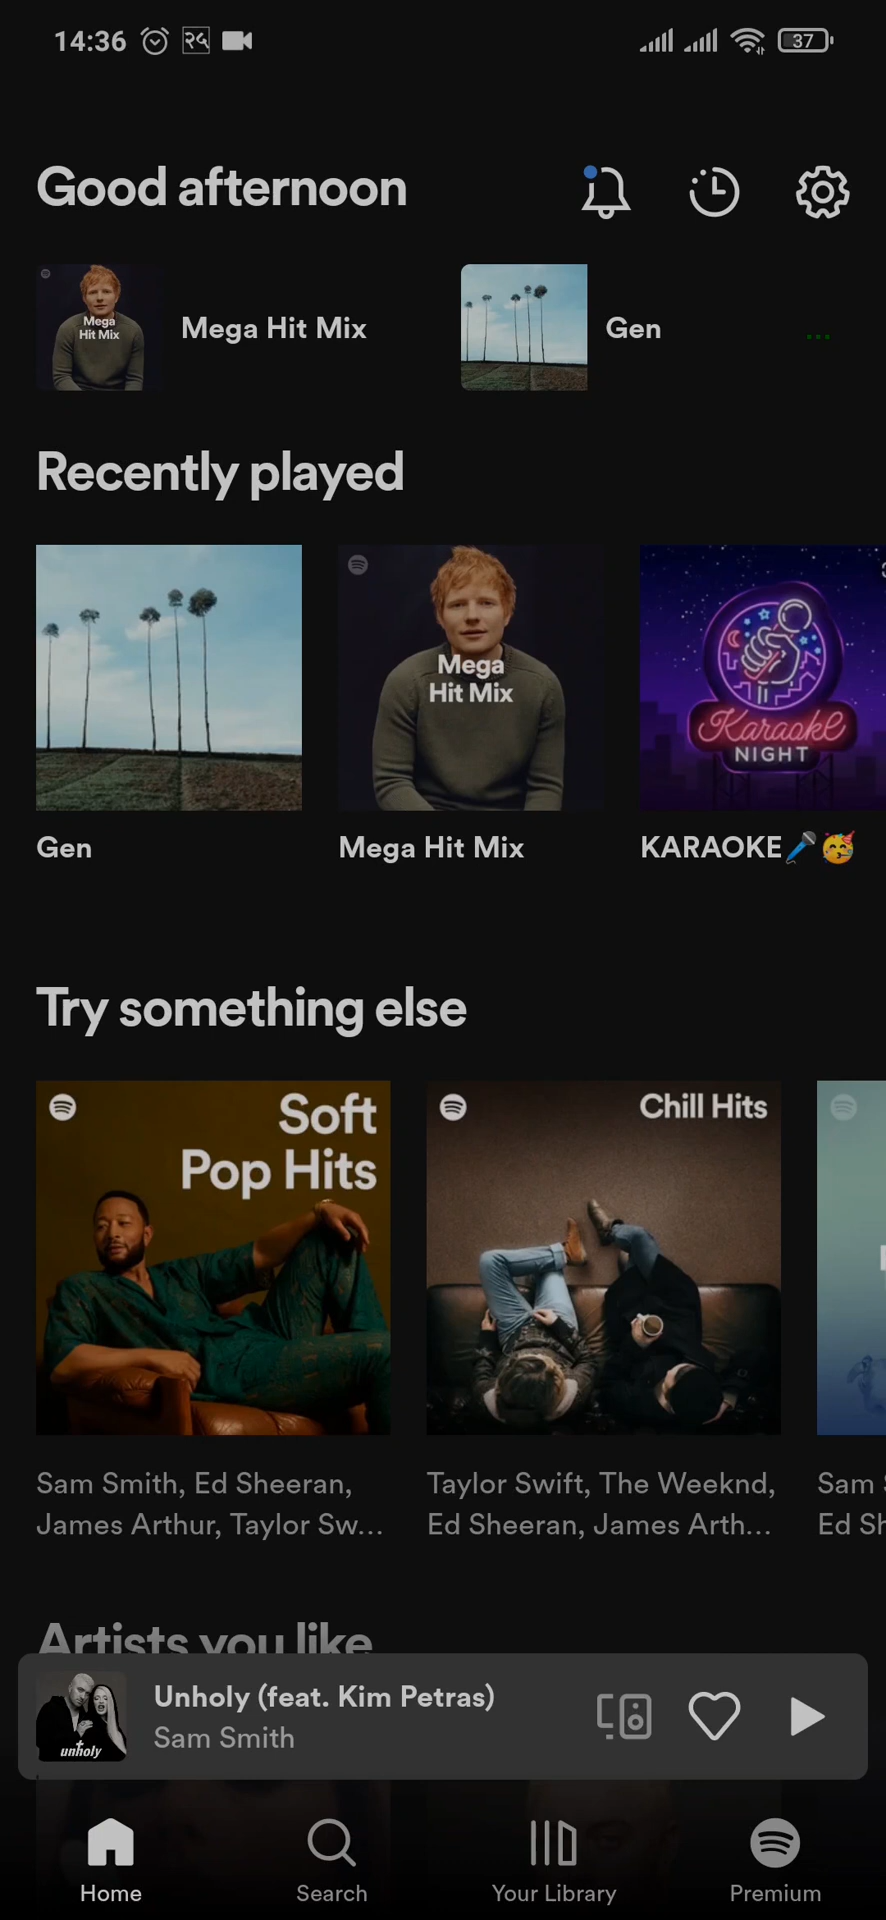 14:36
२५
37
Good afternoon
Mega
Hit Mix
Mega Hit Mix
Gen
...
Recently played
Mega
Hit Mix
Karaoke
NIGHT
Gen
Mega Hit Mix
KARAOKE🎤🥳
Try something else
Soft
Pop Hits
Chill Hits
Sam Smith, Ed Sheeran,
James Arthur, Taylor Sw...
Taylor Swift, The Weeknd,
Ed Sheeran, James Arth...
Sam
Ed
Artists you like
unholy
Unholy (feat. Kim Petras)
Sam Smith
Home
Search
Your Library
Premium